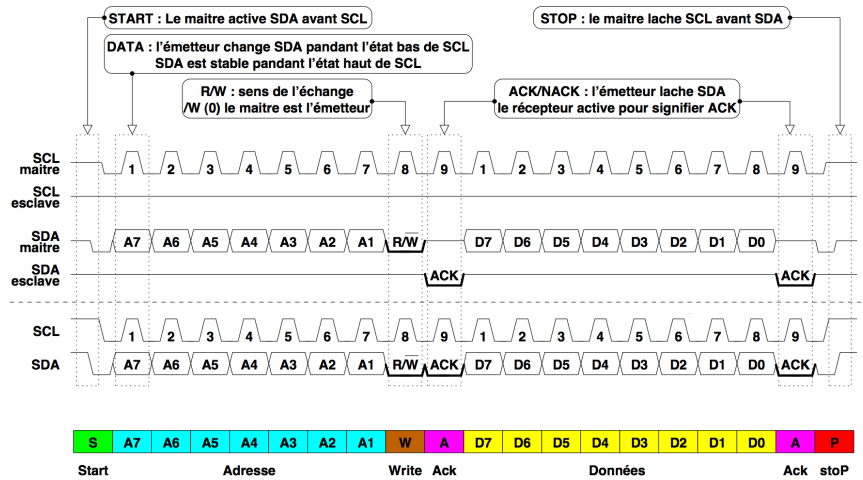 START : Le maitre active SDA avant SCL
STOP : le maitre lache SCL avant SDA
DATA : l'émetteur change SDA pandant l'état bas de SCL
SDA est stable pandant l'état haut de SCL
R/W : sens de l'échange
/W (0) le maitre est l'émetteur
ACK/NACK : l'émetteur lache SDA
le récepteur active pour signifier ACK
SCL
maitre
1 2 3 4 5 6 7 8 9 1 2 3 4 5 6 7 8 9
SCL
esclave
SDA
maitre
A7 A6 A5 A4 A3 A2 A1 R/W D7 D6 D5 D4 D3 D2 D1 D0
SDA
esclave
ACK ACK
SCL
1 2 3 4 5 6 7 8 9 1 2 3 4 5 6 7 8 9
SDA
A7 A6 A5 A4 A3 A2 A1 R/W ACK D7 D6 D5 D4 D3 D2 D1 D0 ACK
S A7 A6 A5 A4 A3 A2 A1 W A D7 D6 D5 D4 D3 D2 D1 D0 A P
Start Adresse Write Ack Données Ack stoP